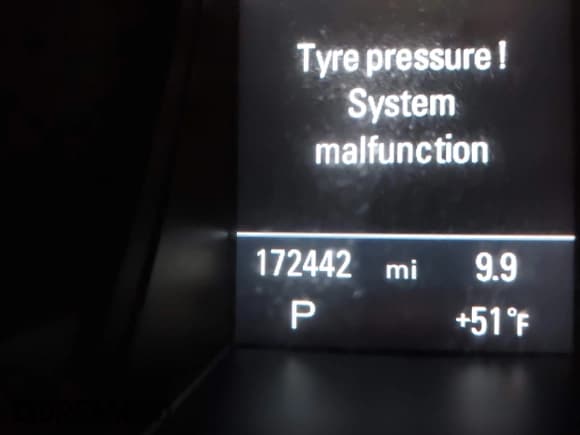 Tyre pressure!
System
malfunction
172442 mi 9.9
P +51°F